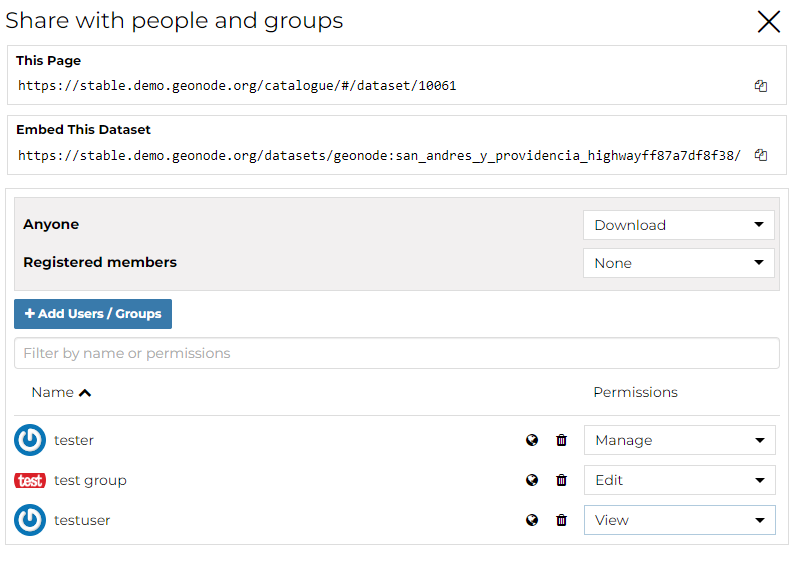 Share with people and groups
This Page
https://stable.demo.geonode.org/catalogue/#/dataset/10061
Embed This Dataset
https://stable.demo.geonode.org/datasets/geonode:san_andres_y_providencia_highwayff87a7df8f38/
Anyone Download
Registered members None
Add Users / Groups
Filter by name or permissions
Name Permissions
tester Manage
test test group Edit
testuser View